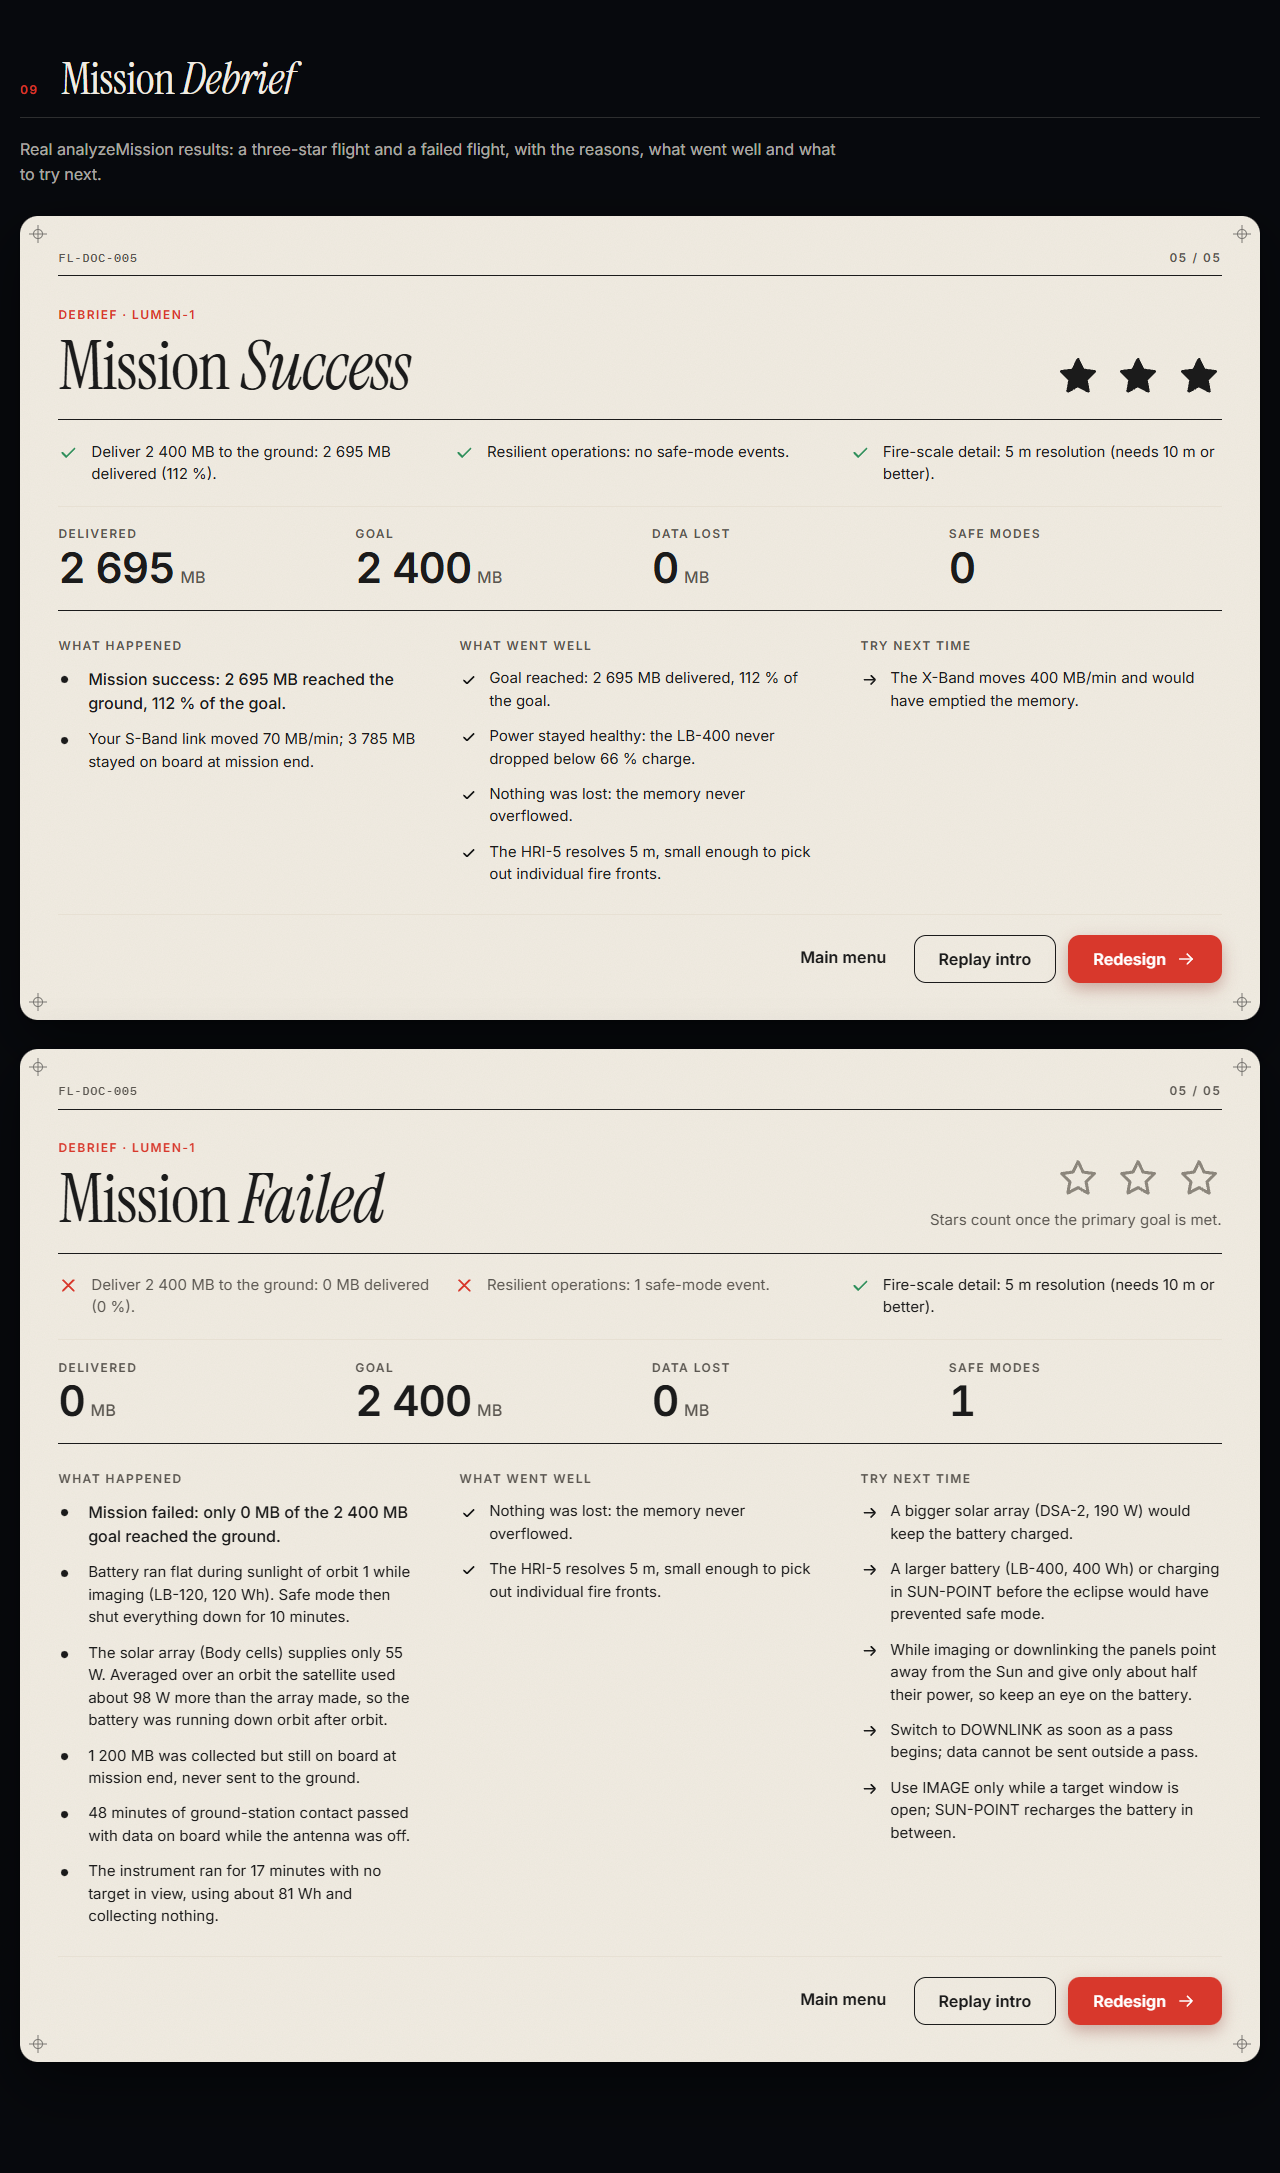 09 Mission Debrief
Real analyzeMission results: a three-star flight and a failed flight, with the reasons, what went well and what
to try next.
FL-DOC-005
05 / 05
DEBRIEF · LUMEN-1
Mission Success
Deliver 2 400 MB to the ground: 2 695 MB
delivered (112 %).
Resilient operations: no safe-mode events.
Fire-scale detail: 5 m resolution (needs 10 m or
better).
DELIVERED
2 695 MB
GOAL
2 400 MB
DATA LOST
0 MB
SAFE MODES
0
WHAT HAPPENED
Mission success: 2 695 MB reached the
ground, 112 % of the goal.
Your S-Band link moved 70 MB/min; 3 785 MB
stayed on board at mission end.
WHAT WENT WELL
Goal reached: 2 695 MB delivered, 112 % of
the goal.
Power stayed healthy: the LB-400 never
dropped below 66 % charge.
Nothing was lost: the memory never
overflowed.
The HRI-5 resolves 5 m, small enough to pick
out individual fire fronts.
TRY NEXT TIME
The X-Band moves 400 MB/min and would
have emptied the memory.
Main menu
Replay intro
Redesign
FL-DOC-005
05 / 05
DEBRIEF · LUMEN-1
Mission Failed
Stars count once the primary goal is met.
Deliver 2 400 MB to the ground: 0 MB delivered
(0 %).
Resilient operations: 1 safe-mode event.
Fire-scale detail: 5 m resolution (needs 10 m or
better).
DELIVERED
0 MB
GOAL
2 400 MB
DATA LOST
0 MB
SAFE MODES
1
WHAT HAPPENED
Mission failed: only 0 MB of the 2 400 MB
goal reached the ground.
Battery ran flat during sunlight of orbit 1 while
imaging (LB-120, 120 Wh). Safe mode then
shut everything down for 10 minutes.
The solar array (Body cells) supplies only 55
W. Averaged over an orbit the satellite used
about 98 W more than the array made, so the
battery was running down orbit after orbit.
1 200 MB was collected but still on board at
mission end, never sent to the ground.
48 minutes of ground-station contact passed
with data on board while the antenna was off.
The instrument ran for 17 minutes with no
target in view, using about 81 Wh and
collecting nothing.
WHAT WENT WELL
Nothing was lost: the memory never
overflowed.
The HRI-5 resolves 5 m, small enough to pick
out individual fire fronts.
TRY NEXT TIME
A bigger solar array (DSA-2, 190 W) would
keep the battery charged.
A larger battery (LB-400, 400 Wh) or charging
in SUN-POINT before the eclipse would have
prevented safe mode.
While imaging or downlinking the panels point
away from the Sun and give only about half
their power, so keep an eye on the battery.
Switch to DOWNLINK as soon as a pass
begins; data cannot be sent outside a pass.
Use IMAGE only while a target window is
open; SUN-POINT recharges the battery in
between.
Main menu
Replay intro
Redesign